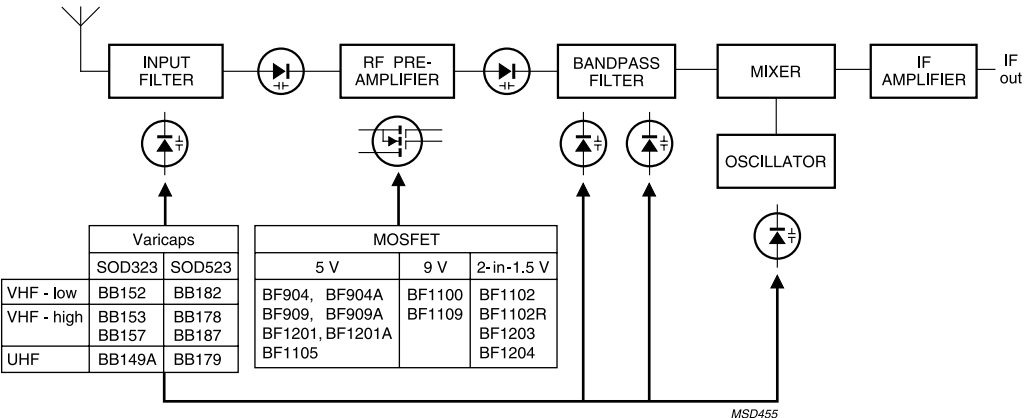 INPUT
FILTER
RF PRE-
AMPLIFIER
BANDPASS
FILTER
MIXER
IF
AMPLIFIER
IF
out
OSCILLATOR
Varicaps
SOD323 SOD523
VHF - low BB152 BB182
VHF - high BB153 BB178
BB157 BB187
UHF BB149A BB179
MOSFET
5 V 9 V 2-in-1.5 V
BF904, BF904A BF1100 BF1102
BF909, BF909A BF1109 BF1102R
BF1201, BF1201A BF1203
BF1105 BF1204
MSD455